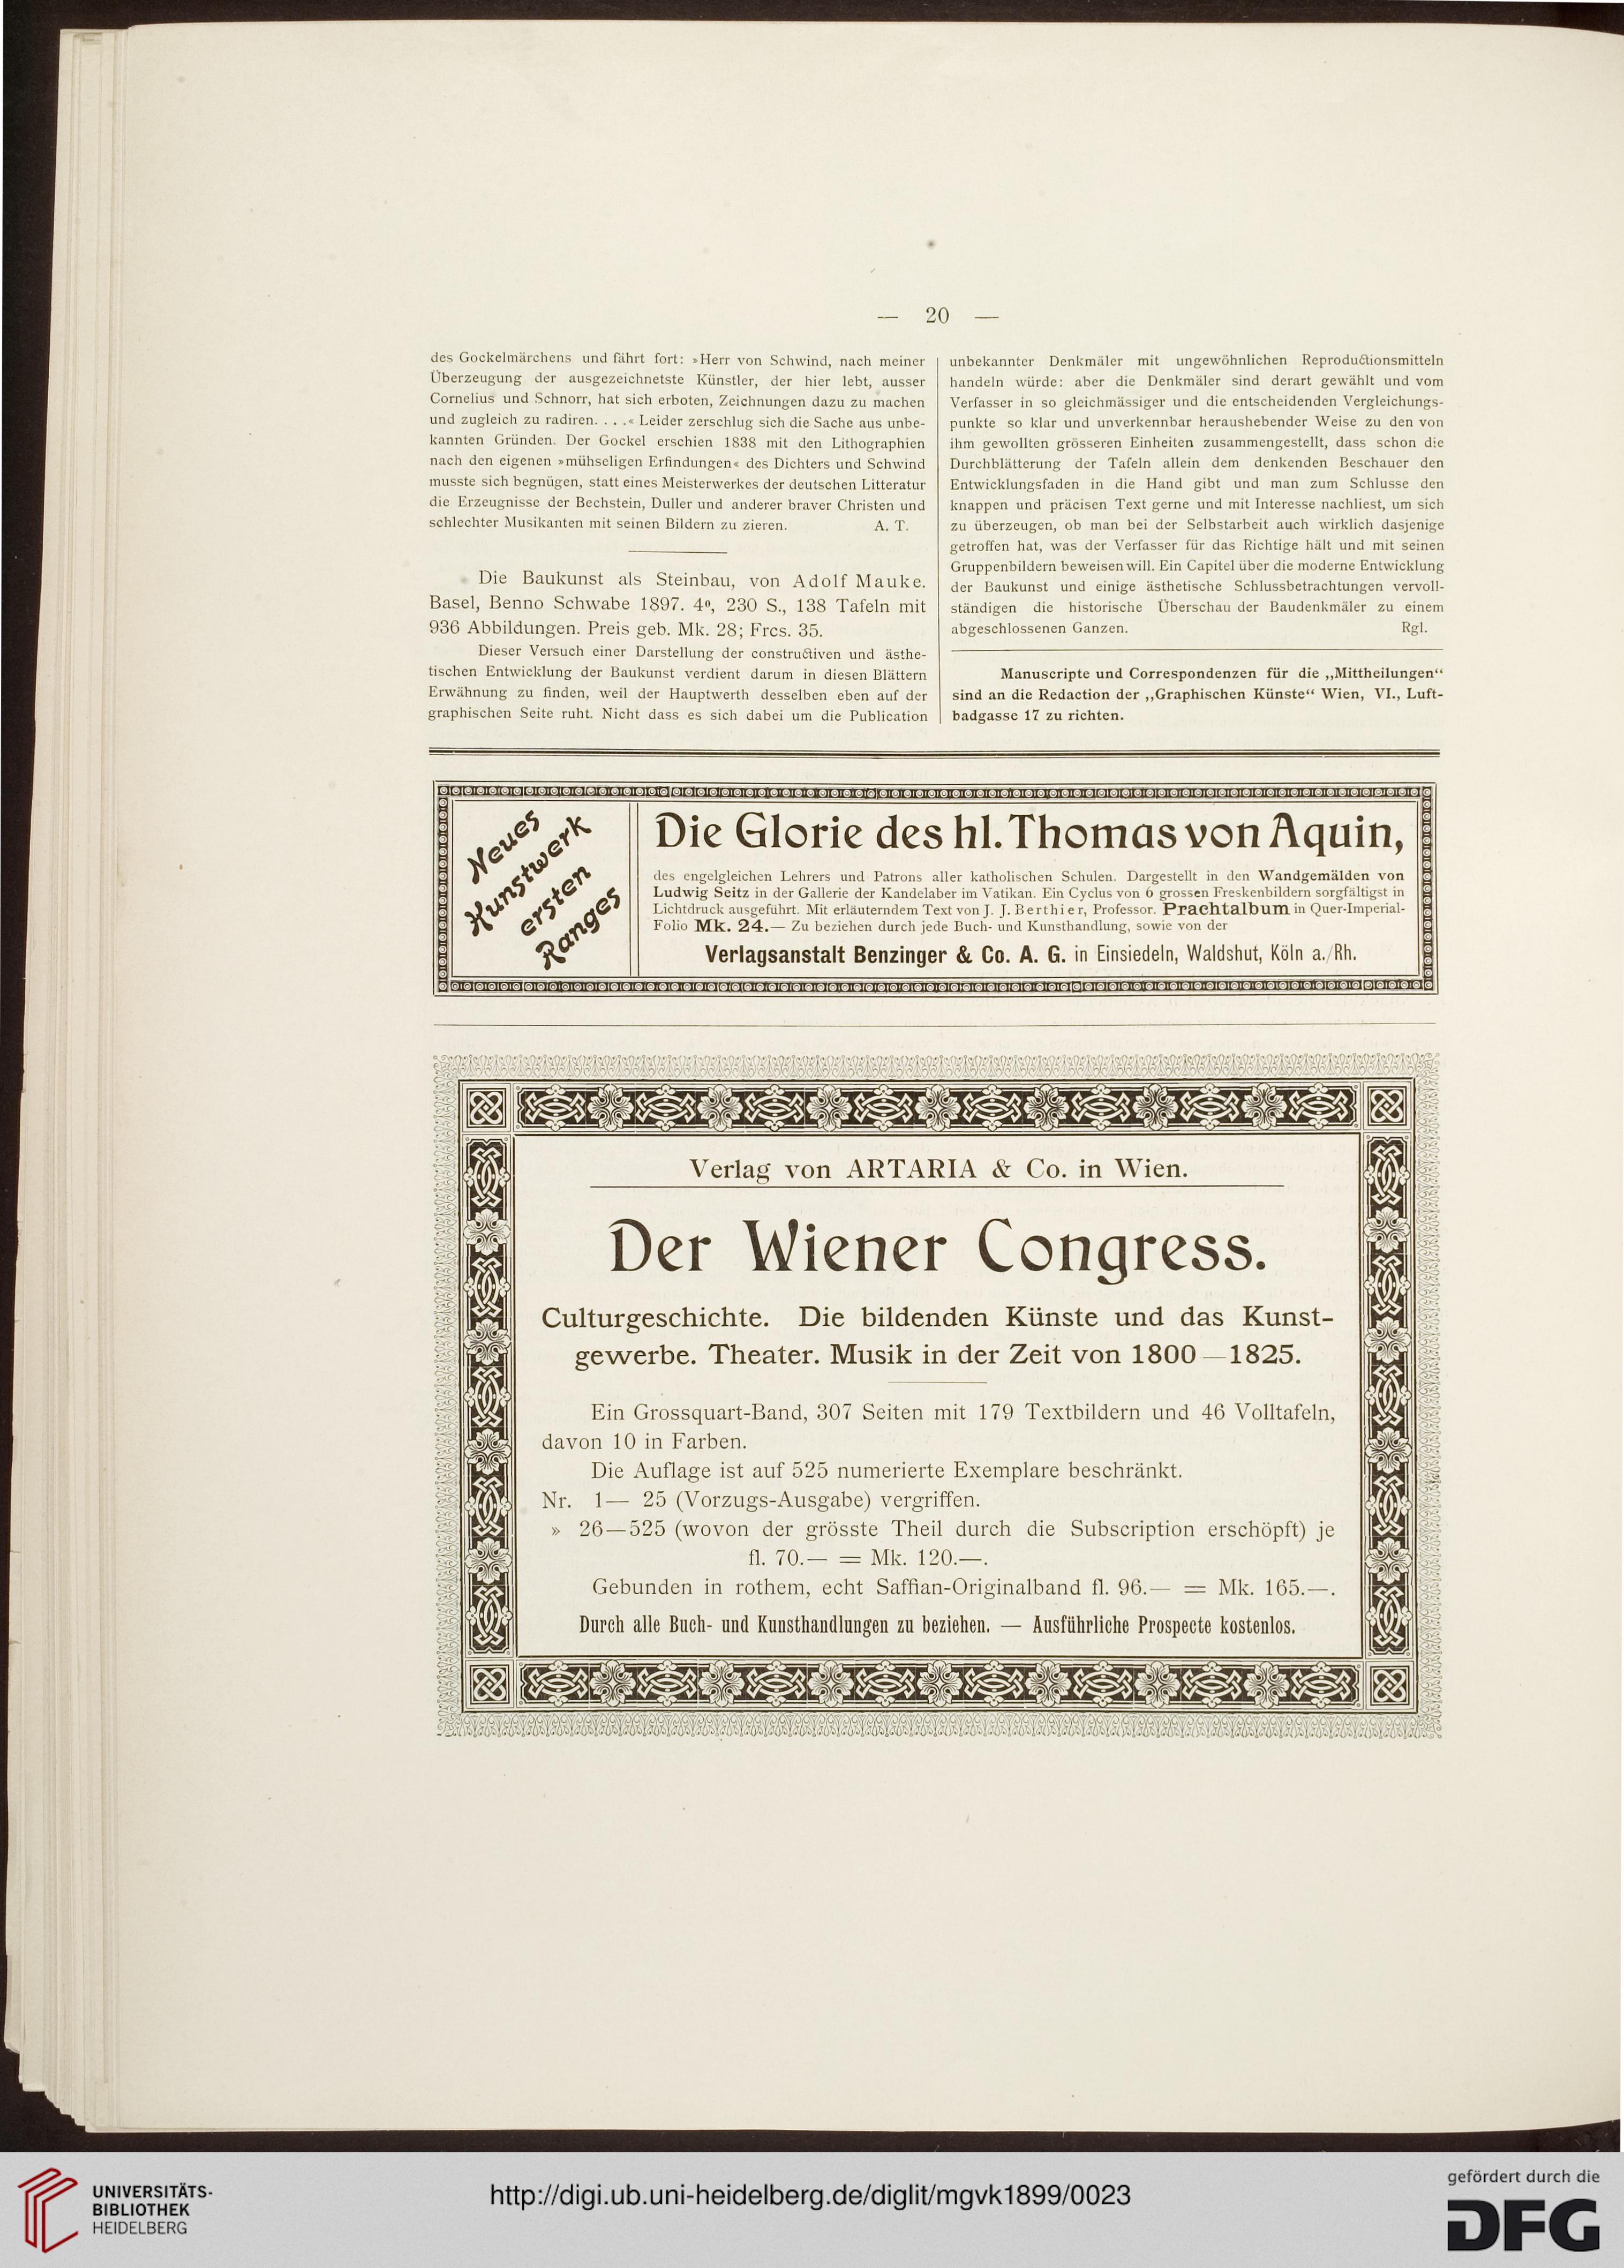 — 20 —
des Gockelmärchens und fährt fort: »Herr von Schwind, nach meiner
Überzeugung der ausgezeichnetste Künstler, der hier lebt, ausser
Cornelius und Schnorr, hat sich erboten, Zeichnungen dazu zu machen
und zugleich zu radiren. . . .« Leider zerschlug sich die Sache aus unbe-
kannten Gründen. Der Gockel erschien 1838 mit den Lithographien
nach den eigenen »mühseligen Erfindungen« des Dichters und Schwind
musste sich begnügen, statt eines Meisterwerkes der deutschen Litteratur
die Erzeugnisse der Bechstein, Duller und anderer braver Christen und
schlechter Musikanten mit seinen Bildern zu zieren. A. T.
Die Baukunst als Steinbau, von Adolf Mauke.
Basel, Benno Schwabe 1897. 4º, 230 S., 138 Tafeln mit
936 Abbildungen. Preis geb. Mk. 28; Frcs. 35.
Dieser Versuch einer Darstellung der constructiven und ästhe-
tischen Entwicklung der Baukunst verdient darum in diesen Blättern
Erwähnung zu finden, weil der Hauptwerth desselben eben auf der
graphischen Seite ruht. Nicht dass es sich dabei um die Publication
unbekannter Denkmäler mit ungewöhnlichen Reproductionsmitteln
handeln würde: aber die Denkmäler sind derart gewählt und vom
Verfasser in so gleichmässiger und die entscheidenden Vergleichungs-
punkte so klar und unverkennbar heraushebender Weise zu den von
ihm gewollten grösseren Einheiten zusammengestellt, dass schon die
Durchblätterung der Tafeln allein dem denkenden Beschauer den
Entwicklungsfaden in die Hand gibt und man zum Schlusse den
knappen und präcisen Text gerne und mit Interesse nachliest, um sich
zu überzeugen, ob man bei der Selbstarbeit auch wirklich dasjenige
getroffen hat, was der Verfasser für das Richtige hält und mit seinen
Gruppenbildern beweisen will. Ein Capitel über die moderne Entwicklung
der Baukunst und einige ästhetische Schlussbetrachtungen vervoll-
ständigen die historische Überschau der Baudenkmäler zu einem
abgeschlossenen Ganzen. Rgl.
Manuscripte und Correspondenzen für die „Mittheilungen“
sind an die Redaction der „Graphischen Künste“ Wien, VI., Luft-
badgasse 17 zu richten.
Neues
Kunstwerk
ersten
Ranges
Die Glorie des hl. Thomas von Aquin,
des engelgleichen Lehrers und Patrons aller katholischen Schulen. Dargestellt in den Wandgemälden von
Ludwig Seitz in der Gallerie der Kandelaber im Vatikan. Ein Cyclus von 6 grossen Freskenbildern sorgfältigst in
Lichtdruck ausgeführt. Mit erläuterndem Text von J. J. Berthier, Professor. Prachtalbum in Quer-Imperial-
Folio Mk. 24.— Zu beziehen durch jede Buch- und Kunsthandlung, sowie von der
Verlagsanstalt Benzinger & Co. A. G. in Einsiedeln, Waldshut, Köln a./Rh.
Verlag von ARTARIA & Co. in Wien.
Der Wiener Congress.
Culturgeschichte. Die bildenden Künste und das Kunst-
gewerbe. Theater. Musik in der Zeit von 1800—1825.
Ein Grossquart-Band, 307 Seiten mit 179 Textbildern und 46 Volltafeln,
davon 10 in Farben.
Die Auflage ist auf 525 numerierte Exemplare beschränkt.
Nr. 1— 25 (Vorzugs-Ausgabe) vergriffen.
» 26—525 (wovon der grösste Theil durch die Subscription erschöpft) je
fl. 70.— = Mk. 120.—.
Gebunden in rothem, echt Saffian-Originalband fl. 96.— = Mk. 165.—.
Durch alle Buch- und Kunsthandlungen zu beziehen. — Ausführliche Prospecte kostenlos.
UNIVERSITÄTS-
BIBLIOTHEK
HEIDELBERG
http://digi.ub.uni-heidelberg.de/diglit/mgvk1899/0023
gefördert durch die
DFG